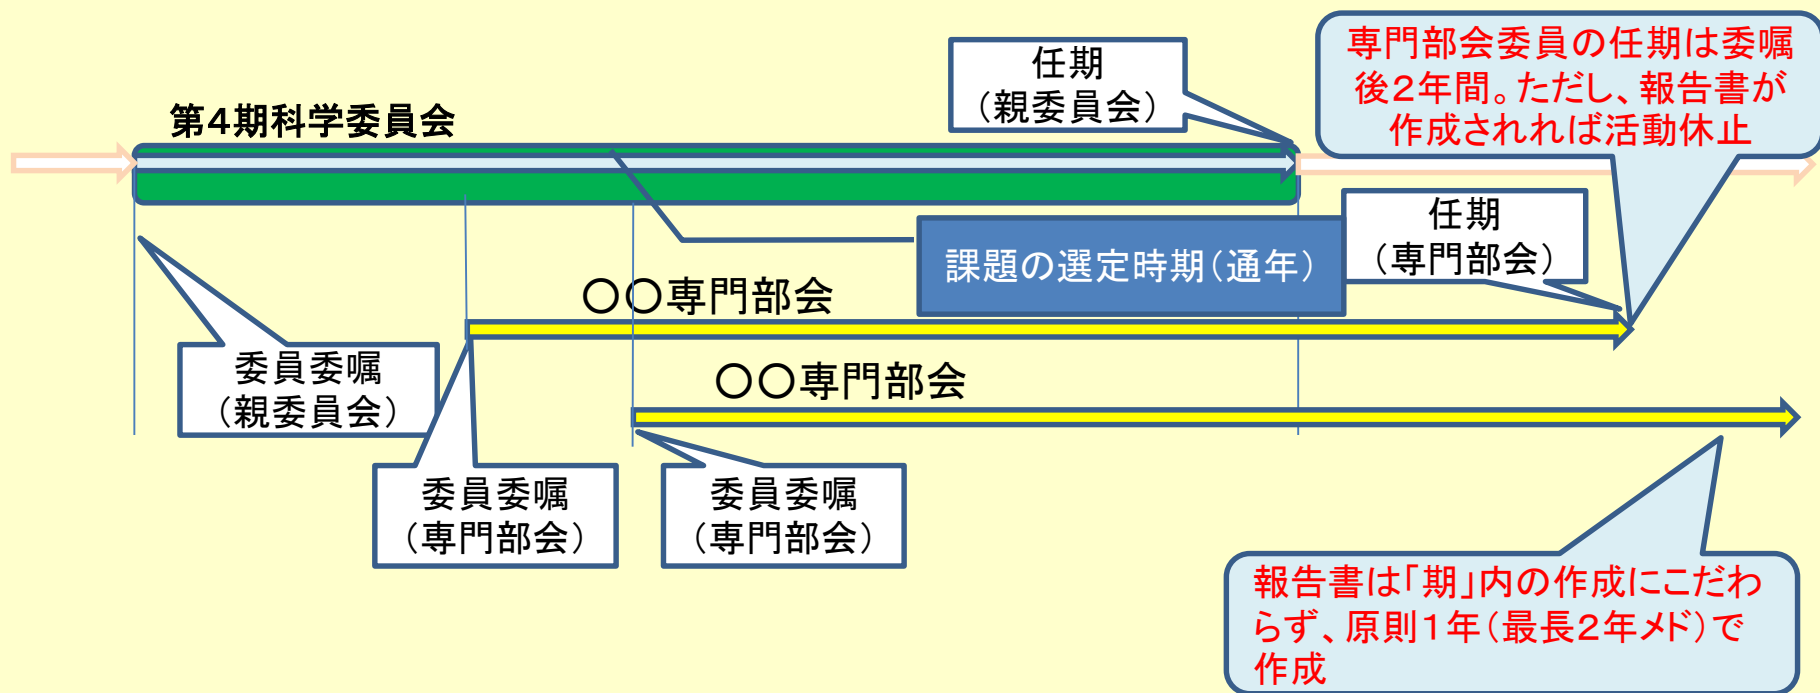 任期
(親委員会)
専門部会委員の任期は委嘱
後2年間。ただし、報告書が
作成されれば活動休止
第4期科学委員会
任期
(専門部会)
課題の選定時期(通年)
〇〇専門部会
委員委嘱
(親委員会)
〇〇専門部会
委員委嘱
(専門部会)
委員委嘱
(専門部会)
報告書は「期」内の作成にこだわ
らず、原則1年(最長2年メド)で
作成